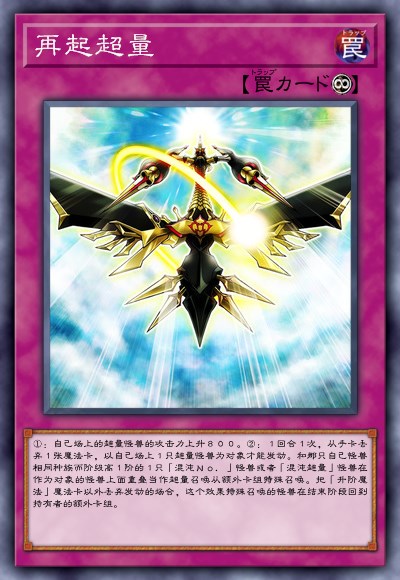 再起超量
トラップ
罠
トラップ
【罠カード】
①：自己场上的超量怪兽的攻击力上升８００。②：１回合１次，从手卡丢
弃１张魔法卡，以自己场上１只超量怪兽为对象才能发动。和那只自己怪兽
相同种族而阶级高１阶的１只「混沌No.」怪兽或者「混沌超量」怪兽在
作为对象的怪兽上面重叠当作超量召唤从额外卡组特殊召唤。把「升阶魔
法」魔法卡以外丢弃发动的场合，这个效果特殊召唤的怪兽在结束阶段回到
持有者的额外卡组。